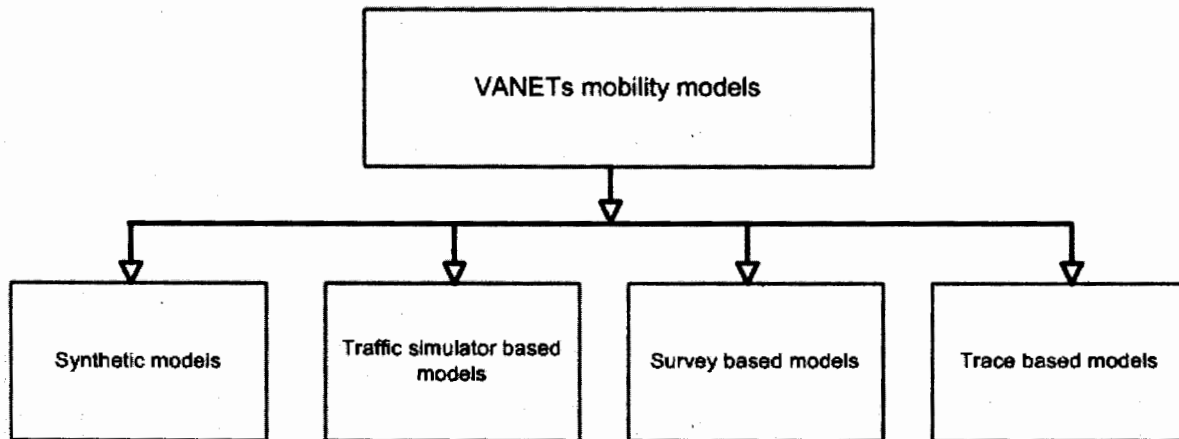 VANETs mobility models
Synthetic models
Traffic simulator based
models
Survey based models
Trace based models